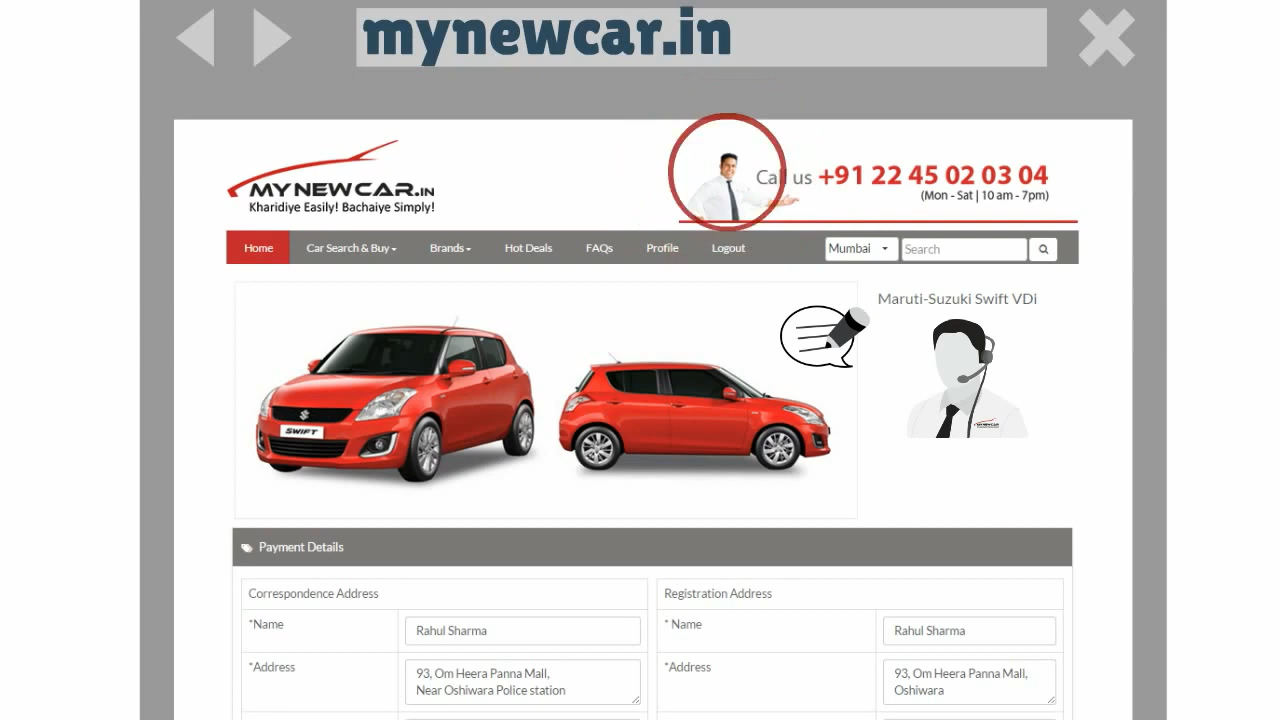 mynewcar.in
MYNEWCAR.IN
Kharidiye Easily! Bachaiye Simply!
Call us +91 22 45 02 03 04
(Mon - Sat | 10 am - 7pm)
Home Car Search & Buy Brands Hot Deals FAQs Profile Logout Mumbai Search
Maruti-Suzuki Swift VDi
SWIFT
MYNEWCAR
Payment Details
Correspondence Address
*Name Rahul Sharma
*Address 93, Om Heera Panna Mall,
Near Oshiwara Police station
Registration Address
* Name Rahul Sharma
*Address 93, Om Heera Panna Mall,
Oshiwara